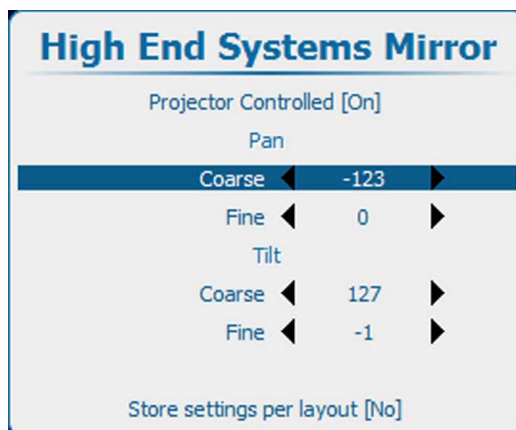 High End Systems Mirror
Projector Controlled [On]
Pan
Coarse -123
Fine 0
Tilt
Coarse 127
Fine -1
Store settings per layout [No]